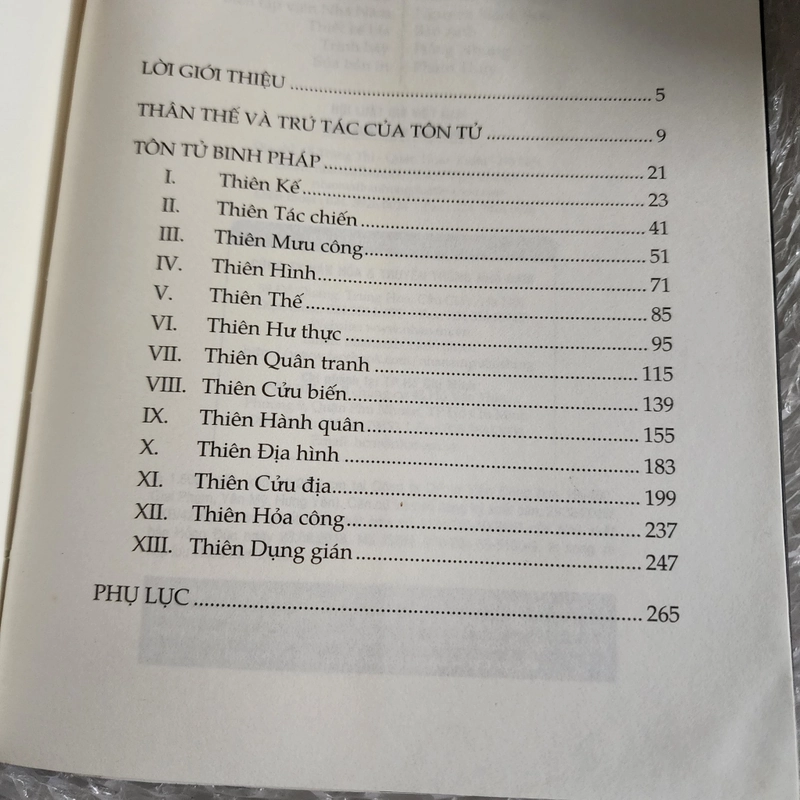 LỜI GIỚI THIỆU ........ 5
THÂN THẾ VÀ TRỨ TÁC CỦA TÔN TỬ ........ 9
TÔN TỬ BINH PHÁP ........ 21
I. Thiên Kế ........ 23
II. Thiên Tác chiến ........ 41
III. Thiên Mưu công ........ 51
IV. Thiên Hình ........ 71
V. Thiên Thế ........ 85
VI. Thiên Hư thực ........ 95
VII. Thiên Quân tranh ........ 115
VIII. Thiên Cửu biến ........ 139
IX. Thiên Hành quân ........ 155
X. Thiên Địa hình ........ 183
XI. Thiên Cửu địa ........ 199
XII. Thiên Hỏa công ........ 237
XIII. Thiên Dụng gián ........ 247
PHỤ LỤC ........ 265